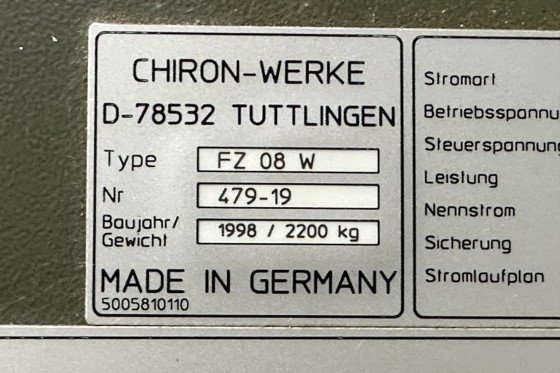 CHIRON-WERKE
D-78532 TUTTLINGEN
Type FZ 08 W
Nr 479-19
Baujahr/
Gewicht 1998 / 2200 kg
MADE IN GERMANY
5005810110
Stromart
Betriebsspannu
Steuerspannung
Leistung
Nennstrom
Sicherung
Stromlaufplan